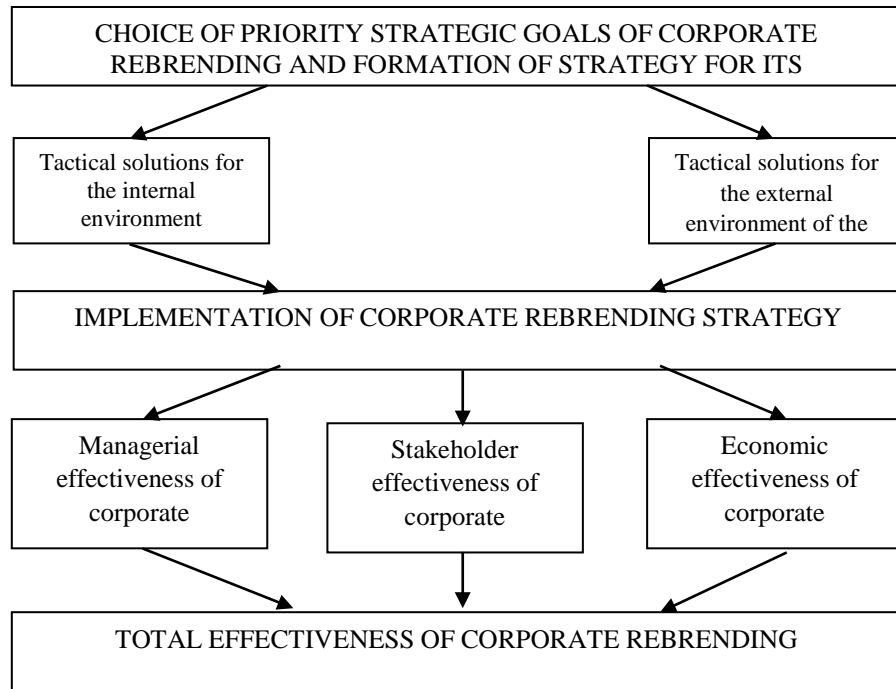 CHOICE OF PRIORITY STRATEGIC GOALS OF CORPORATE
REBRENDING AND FORMATION OF STRATEGY FOR ITS
Tactical solutions for
the internal
environment
Tactical solutions for
the external
environment of the
IMPLEMENTATION OF CORPORATE REBRENDING STRATEGY
Managerial
effectiveness of
corporate
Stakeholder
effectiveness of
corporate
Economic
effectiveness of
corporate
TOTAL EFFECTIVENESS OF CORPORATE REBRENDING